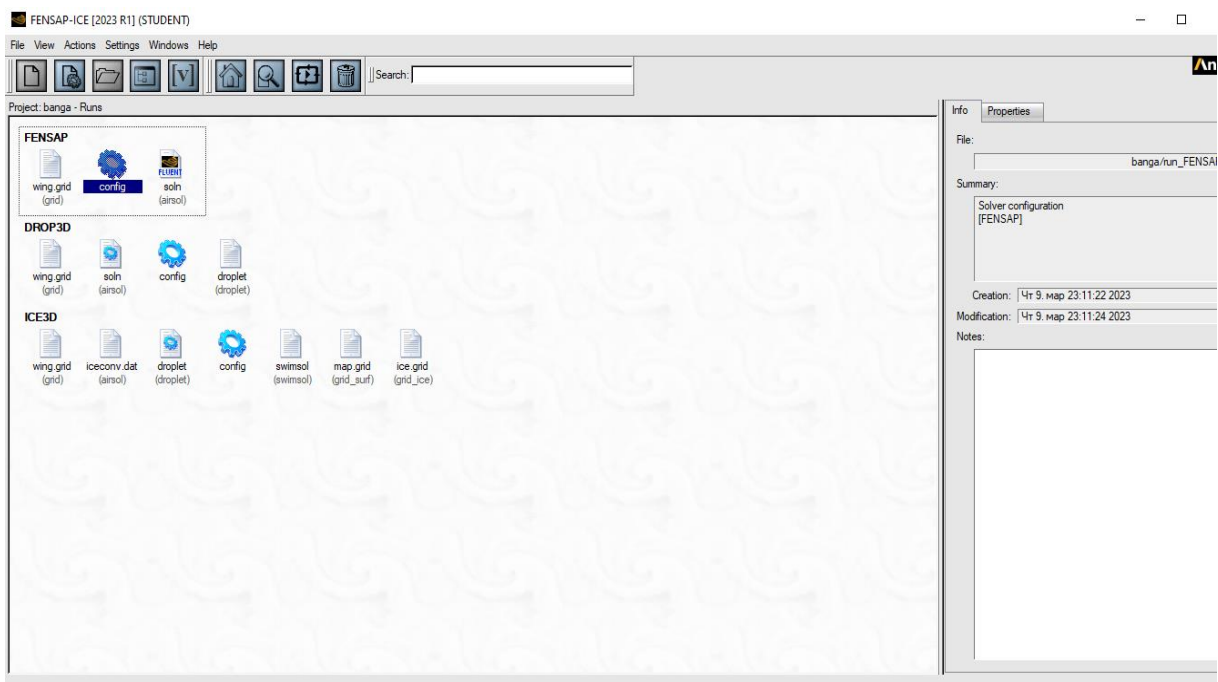 FENSAP-ICE [2023 R1] (STUDENT)
File View Actions Settings Windows Help
[V] Search:
An
Project: banga - Runs
Info Properties
FENSAP
wing.grid config FLUENT soln
(grid) (airsol)
DROP3D
wing.grid soln config droplet
(grid) (airsol) (droplet)
ICE3D
wing.grid iceconv.dat droplet config swimsol map.grid ice.grid
(grid) (airsol) (droplet) (swimsol) (grid_surf) (grid_ice)
File:
banga/run_FENSAP
Summary:
Solver configuration
[FENSAP]
Creation: Чт 9. мар 23:11:22 2023
Modification: Чт 9. мар 23:11:24 2023
Notes: